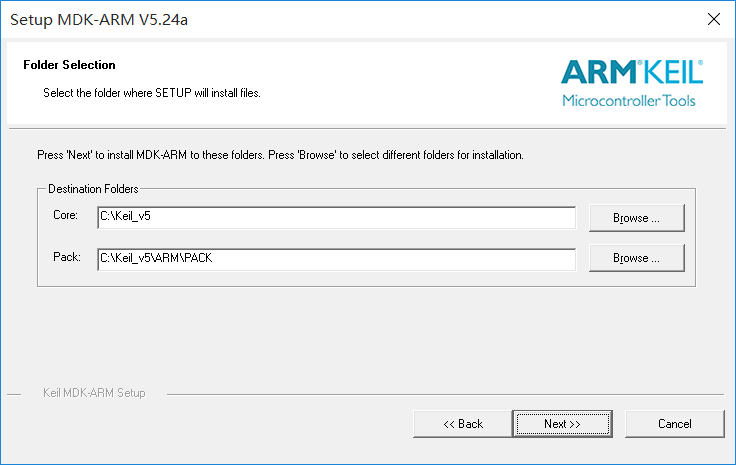 Setup MDK-ARM V5.24a
Folder Selection
Select the folder where SETUP will install files.
ARM KEIL
Microcontroller Tools
Press 'Next' to install MDK-ARM to these folders. Press 'Browse' to select different folders for installation.
Destination Folders
Core: C:\Keil_v5 Browse ...
Pack: C:\Keil_v5\ARM\PACK Browse ...
Keil MDK-ARM Setup
<< Back Next >> Cancel